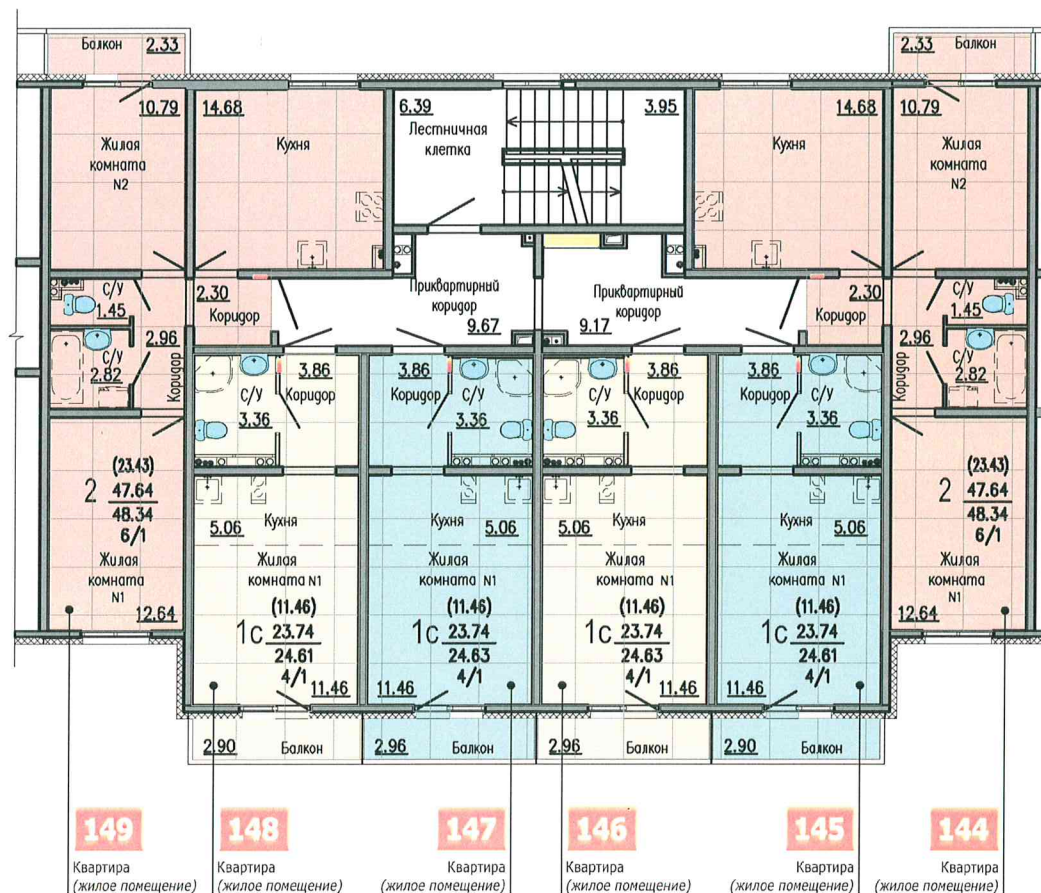 Балкон 2.33
2.33 Балкон
10.79
14.68
6.39
3.95
14.68
10.79
Жилая
комната
N2
Кухня
Лестничная
клетка
Кухня
Жилая
комната
N2
С/У
1.45
2.30
Коридор
Приквартирный
коридор
9.67
Приквартирный
коридор
9.17
2.30
Коридор
С/У
1.45
2.96
С/У
2.82
Коридор
3.86
Коридор
С/У
3.36
3.86
Коридор
С/У
3.36
3.86
Коридор
С/У
3.36
3.86
Коридор
С/У
3.36
2.96
С/У
2.82
Коридор
(23.43)
2 47.64
48.34
6/1
Жилая
комната
N1
12.64
Кухня
5.06
Жилая
комната N1
(11.46)
1с 23.74
24.61
4/1
11.46
Кухня
5.06
Жилая
комната N1
(11.46)
1с 23.74
24.63
4/1
11.46
Кухня
5.06
Жилая
комната N1
(11.46)
1с 23.74
24.63
4/1
11.46
Кухня
5.06
Жилая
комната N1
(11.46)
1с 23.74
24.61
4/1
11.46
(23.43)
2 47.64
48.34
6/1
Жилая
комната
N1
12.64
2.90 Балкон
2.96 Балкон
2.96 Балкон
2.90 Балкон
149
Квартира
(жилое помещение)
148
Квартира
(жилое помещение)
147
Квартира
(жилое помещение)
146
Квартира
(жилое помещение)
145
Квартира
(жилое помещение)
144
Квартира
(жилое помещение)